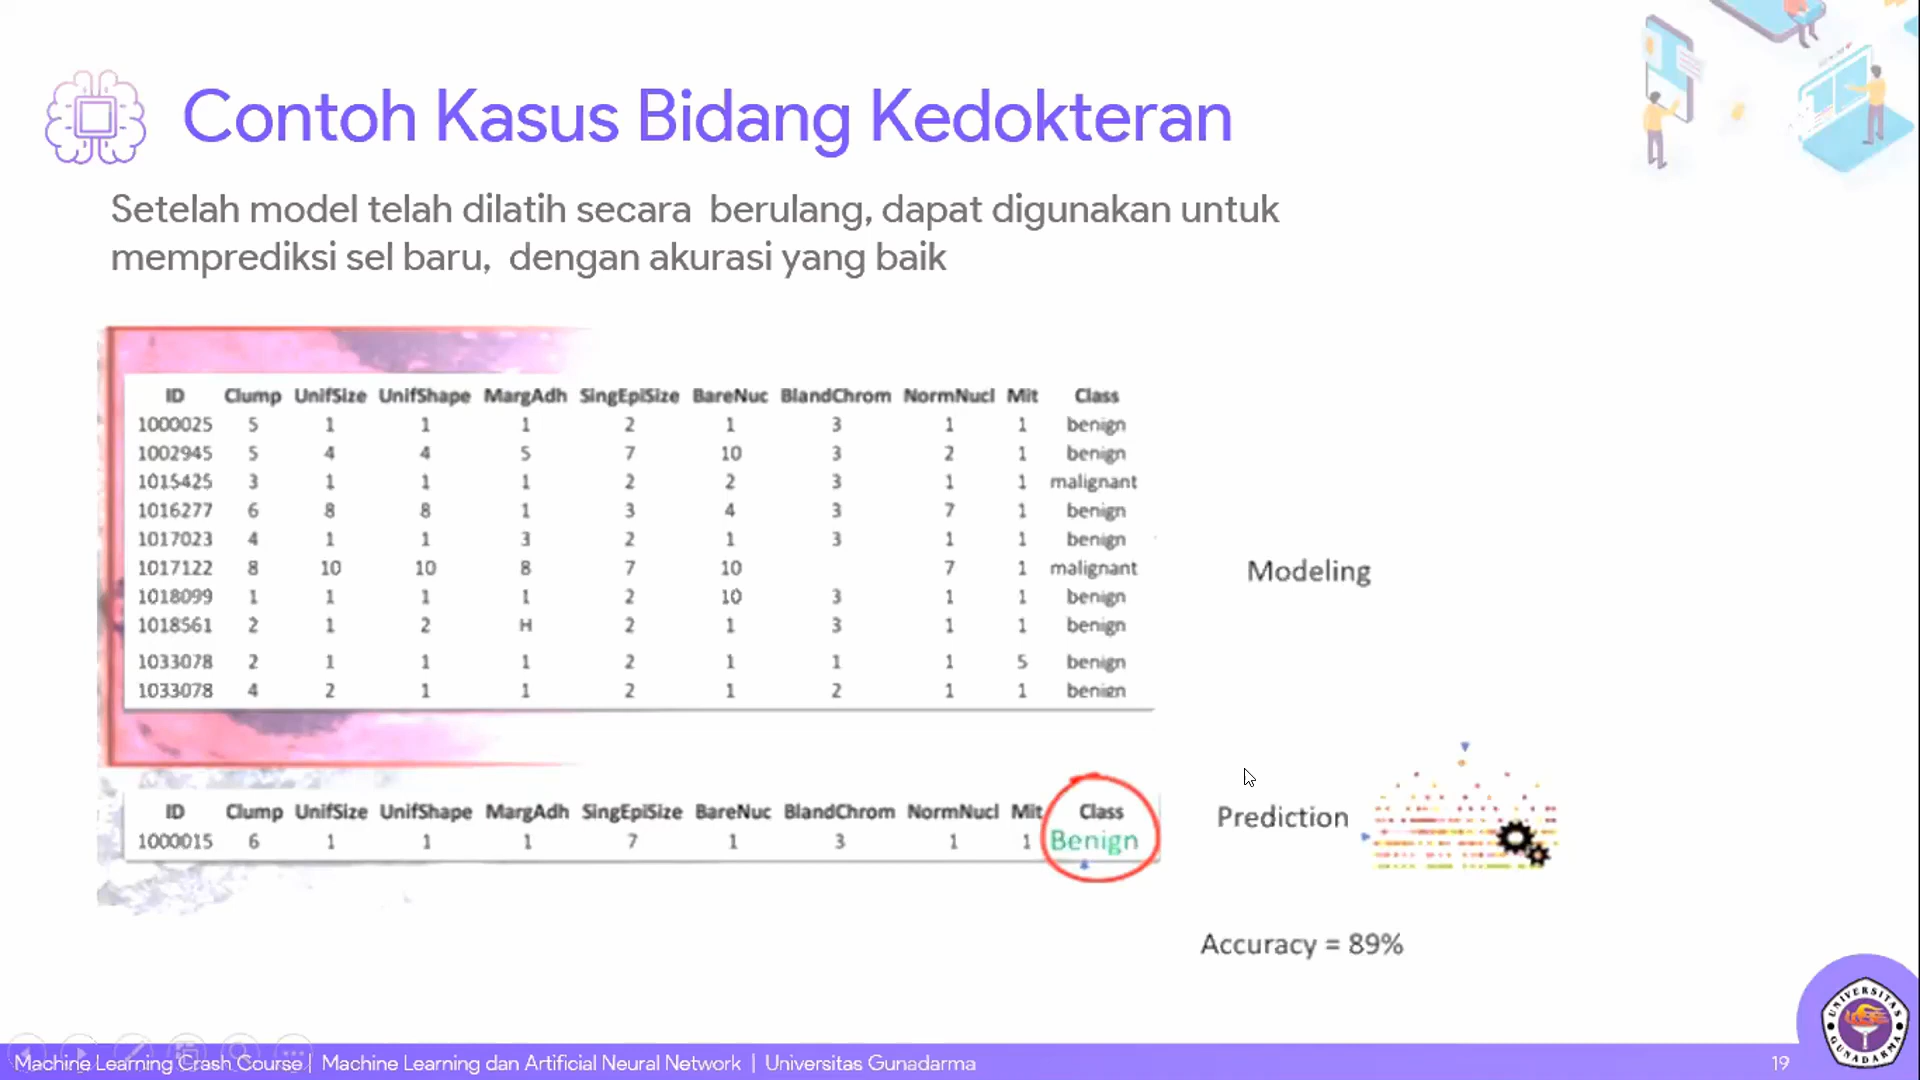 Contoh Kasus Bidang Kedokteran
Setelah model telah dilatih secara berulang, dapat digunakan untuk
memprediksi sel baru, dengan akurasi yang baik
ID Clump UnifSize UnifShape MargAdh SingEpiSize BareNuc BlandChrom NormNucl Mit Class
1000025 5 1 1 1 2 1 3 1 1 benign
1002945 5 4 4 5 7 10 3 2 1 benign
1015425 3 1 1 1 2 2 3 1 1 malignant
1016277 6 8 8 1 3 4 3 7 1 benign
1017023 4 1 1 3 2 1 3 1 1 benign
1017122 8 10 10 8 7 10 7 1 malignant
1018099 1 1 1 1 2 10 3 1 1 benign
1018561 2 1 2 H 2 1 3 1 1 benign
1033078 2 1 1 1 2 1 1 1 5 benign
1033078 4 2 1 1 2 1 2 1 1 benign
Modeling
ID Clump UnifSize UnifShape MargAdh SingEpiSize BareNuc BlandChrom NormNucl Mit Class
1000015 6 1 1 1 7 1 3 1 1 Benign
Prediction
Accuracy = 89%
Machine Learning Crash Course | Machine Learning dan Artificial Neural Network | Universitas Gunadarma
19
UNIVERSITAS
GUNADARMA